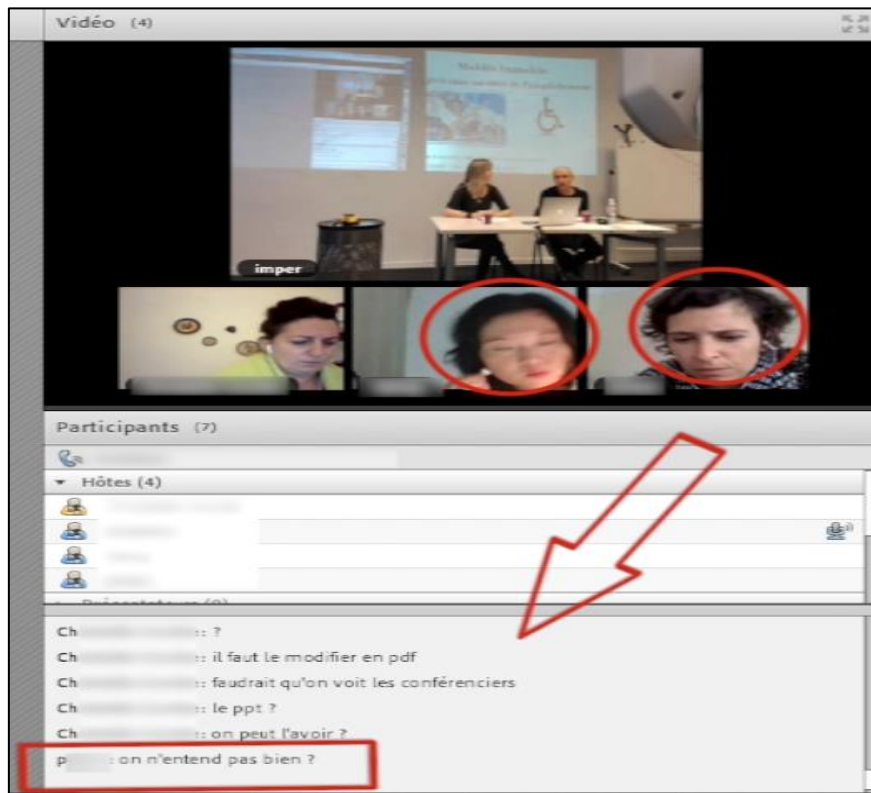 Vidéo (4)
imper
Participants (7)
Hôtes (4)
Ch : ?
Ch : il faut le modifier en pdf
Ch : faudrait qu'on voit les conférenciers
Ch : le ppt ?
Ch : on peut l'avoir ?
p : on n'entend pas bien ?